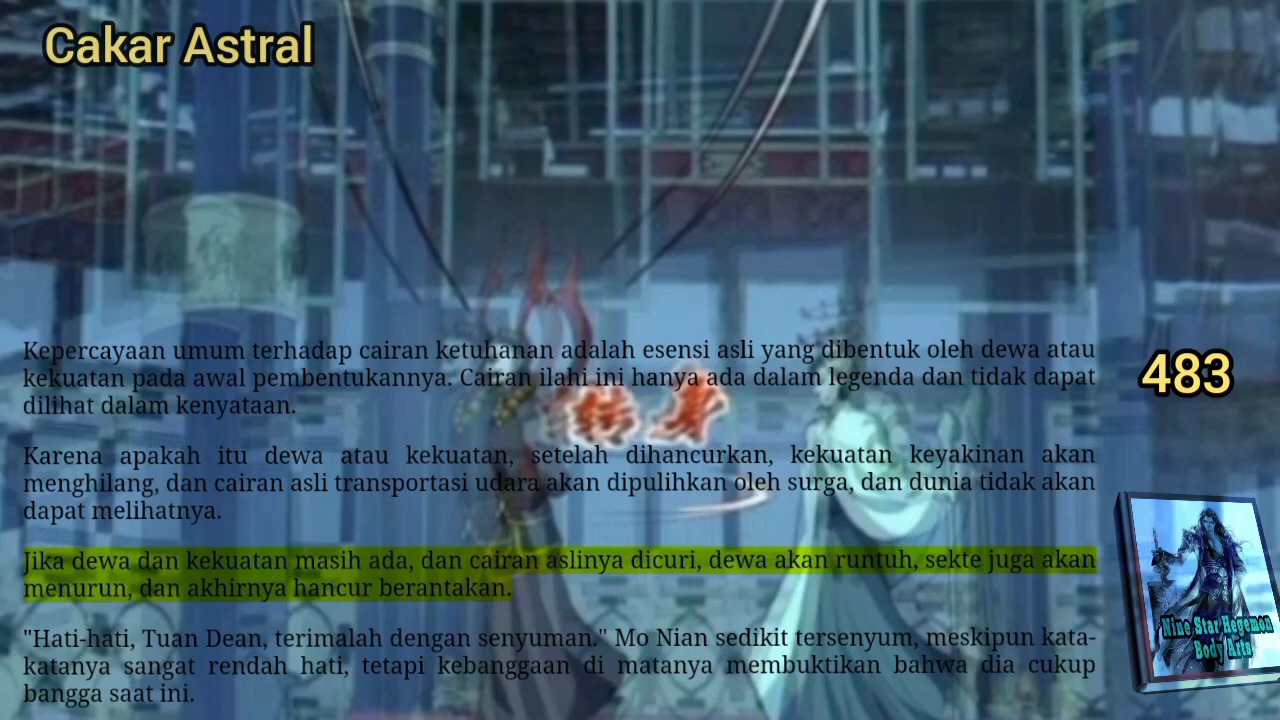 Cakar Astral
Kepercayaan umum terhadap cairan ketuhanan adalah esensi asli yang dibentuk oleh dewa atau
kekuatan pada awal pembentukannya. Cairan ilahi ini hanya ada dalam legenda dan tidak dapat
dilihat dalam kenyataan.
483
Karena apakah itu dewa atau kekuatan, setelah dihancurkan, kekuatan keyakinan akan
menghilang, dan cairan asli transportasi udara akan dipulihkan oleh surga, dan dunia tidak akan
dapat melihatnya.
Jika dewa dan kekuatan masih ada, dan cairan aslinya dicuri, dewa akan runtuh, sekte juga akan
menurun, dan akhirnya hancur berantakan.
"Hati-hati, Tuan Dean, terimalah dengan senyuman." Mo Nian sedikit tersenyum, meskipun kata-
katanya sangat rendah hati, tetapi kebanggaan di matanya membuktikan bahwa dia cukup
bangga saat ini.
Nine Star Hegemon
Body Arts